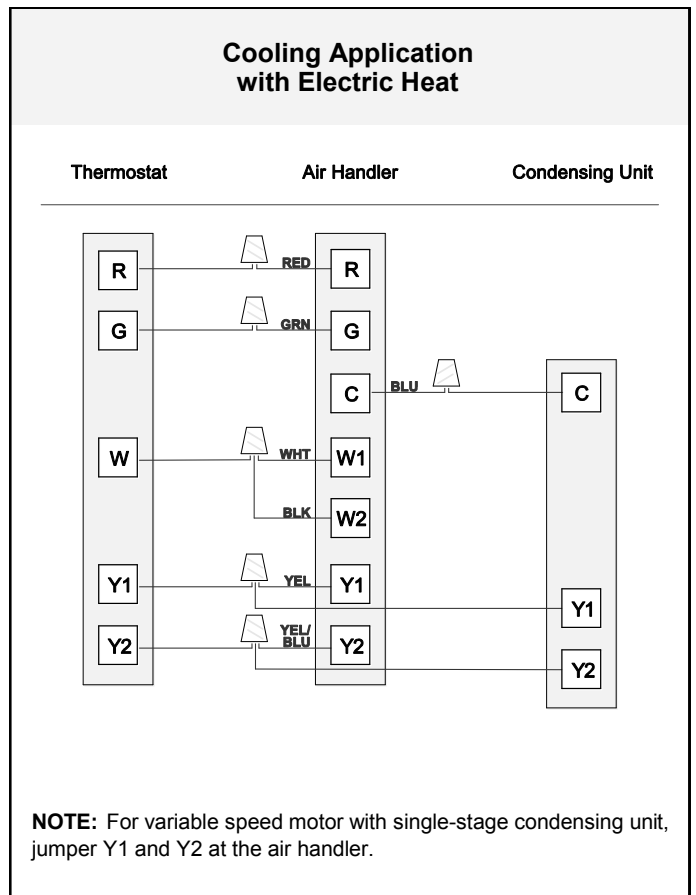 Cooling Application
with Electric Heat
Thermostat Air Handler Condensing Unit
R RED R
G GRN G
C BLU C
W WHT W1
BLK W2
Y1 YEL Y1 Y1
Y2 YEL/
BLU Y2 Y2
NOTE: For variable speed motor with single-stage condensing unit,
jumper Y1 and Y2 at the air handler.